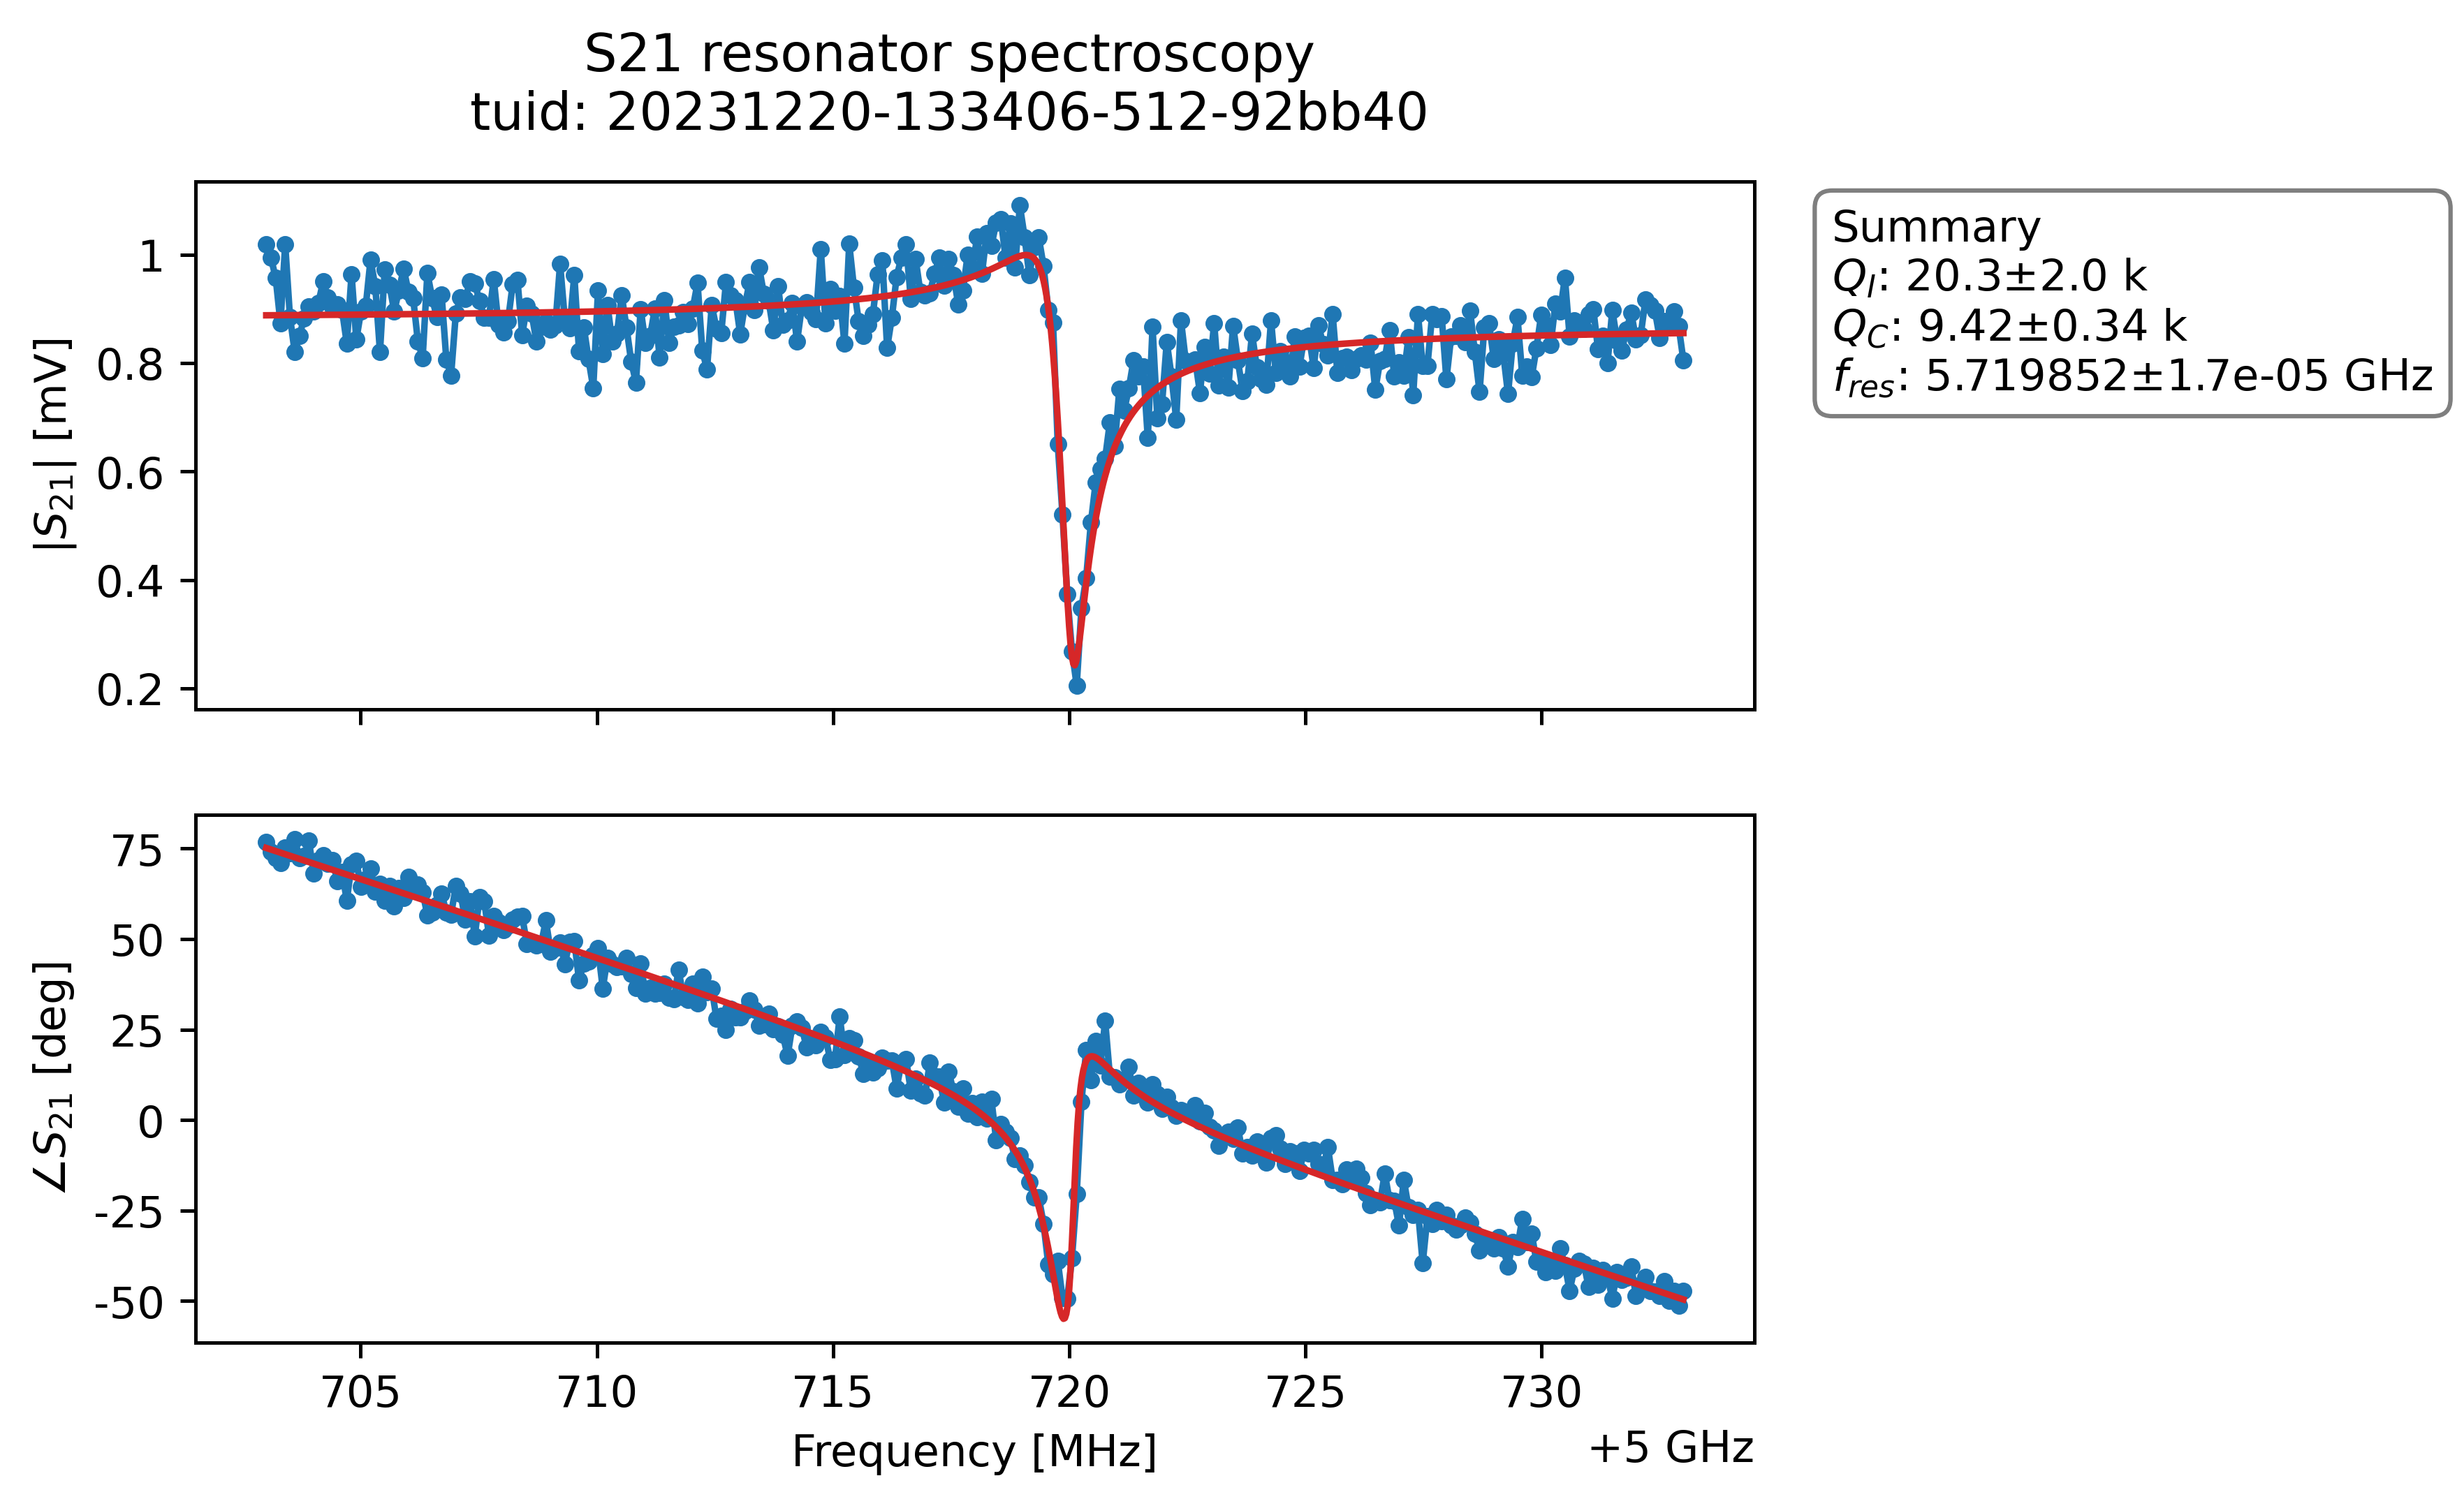 S21 resonator spectroscopy
tuid: 20231220-133406-512-92bb40
|S21| [mV]
1
0.8
0.6
0.4
0.2
Summary
QI: 20.3±2.0 k
QC: 9.42±0.34 k
fres: 5.719852±1.7e-05 GHz
∠S21 [deg]
75
50
25
0
-25
-50
705 710 715 720 725 730
Frequency [MHz]
+5 GHz